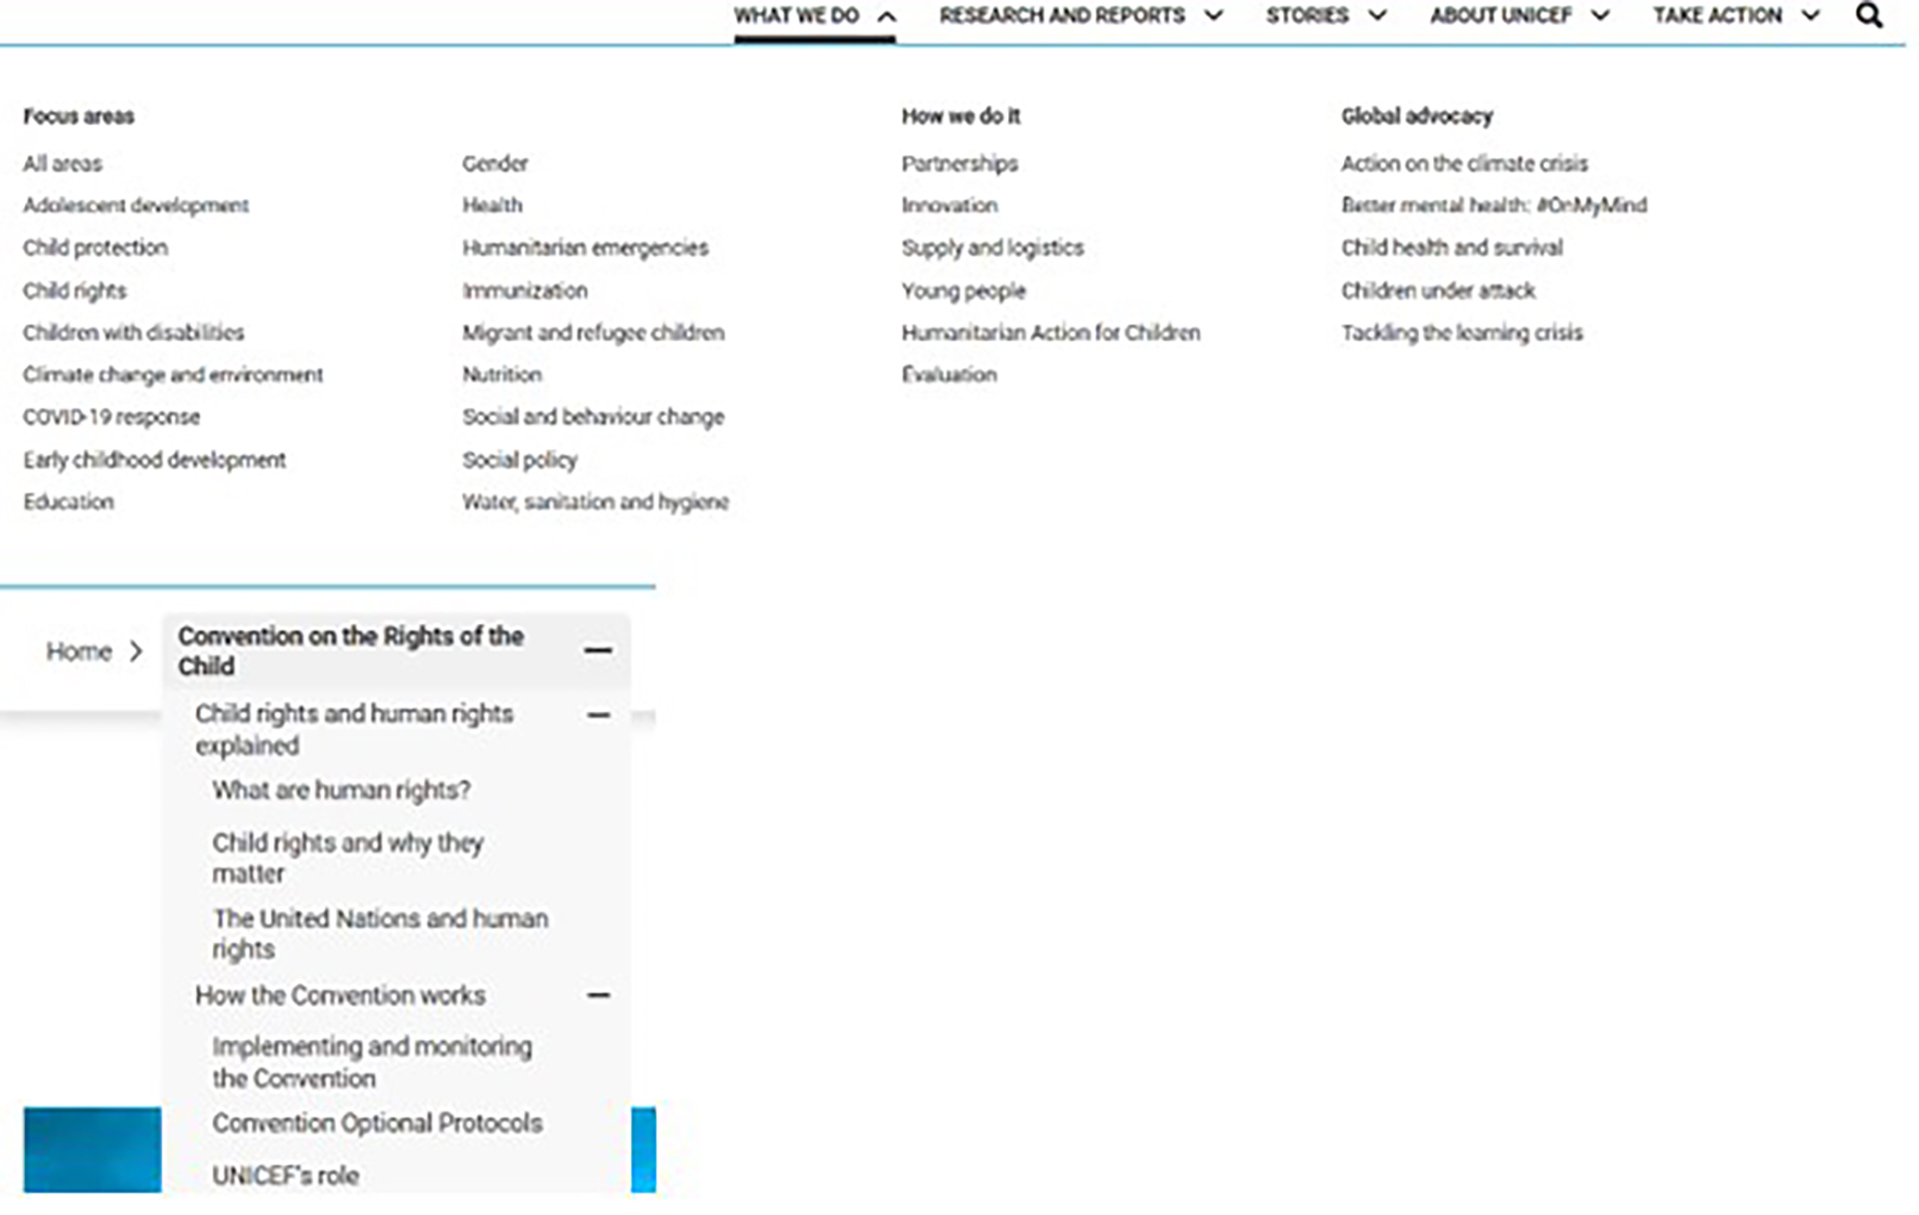 WHAT WE DO RESEARCH AND REPORTS STORIES ABOUT UNICEF TAKE ACTION
Focus areas
All areas
Adolescent development
Child protection
Child rights
Children with disabilities
Climate change and environment
COVID-19 response
Early childhood development
Education
Gender
Health
Humanitarian emergencies
Immunization
Migrant and refugee children
Nutrition
Social and behaviour change
Social policy
Water, sanitation and hygiene
How we do it
Partnerships
Innovation
Supply and logistics
Young people
Humanitarian Action for Children
Evaluation
Global advocacy
Action on the climate crisis
Better mental health: #OnMyMind
Child health and survival
Children under attack
Tackling the learning crisis
Home
Convention on the Rights of the
Child
Child rights and human rights
explained
What are human rights?
Child rights and why they
matter
The United Nations and human
rights
How the Convention works
Implementing and monitoring
the Convention
Convention Optional Protocols
UNICEF's role